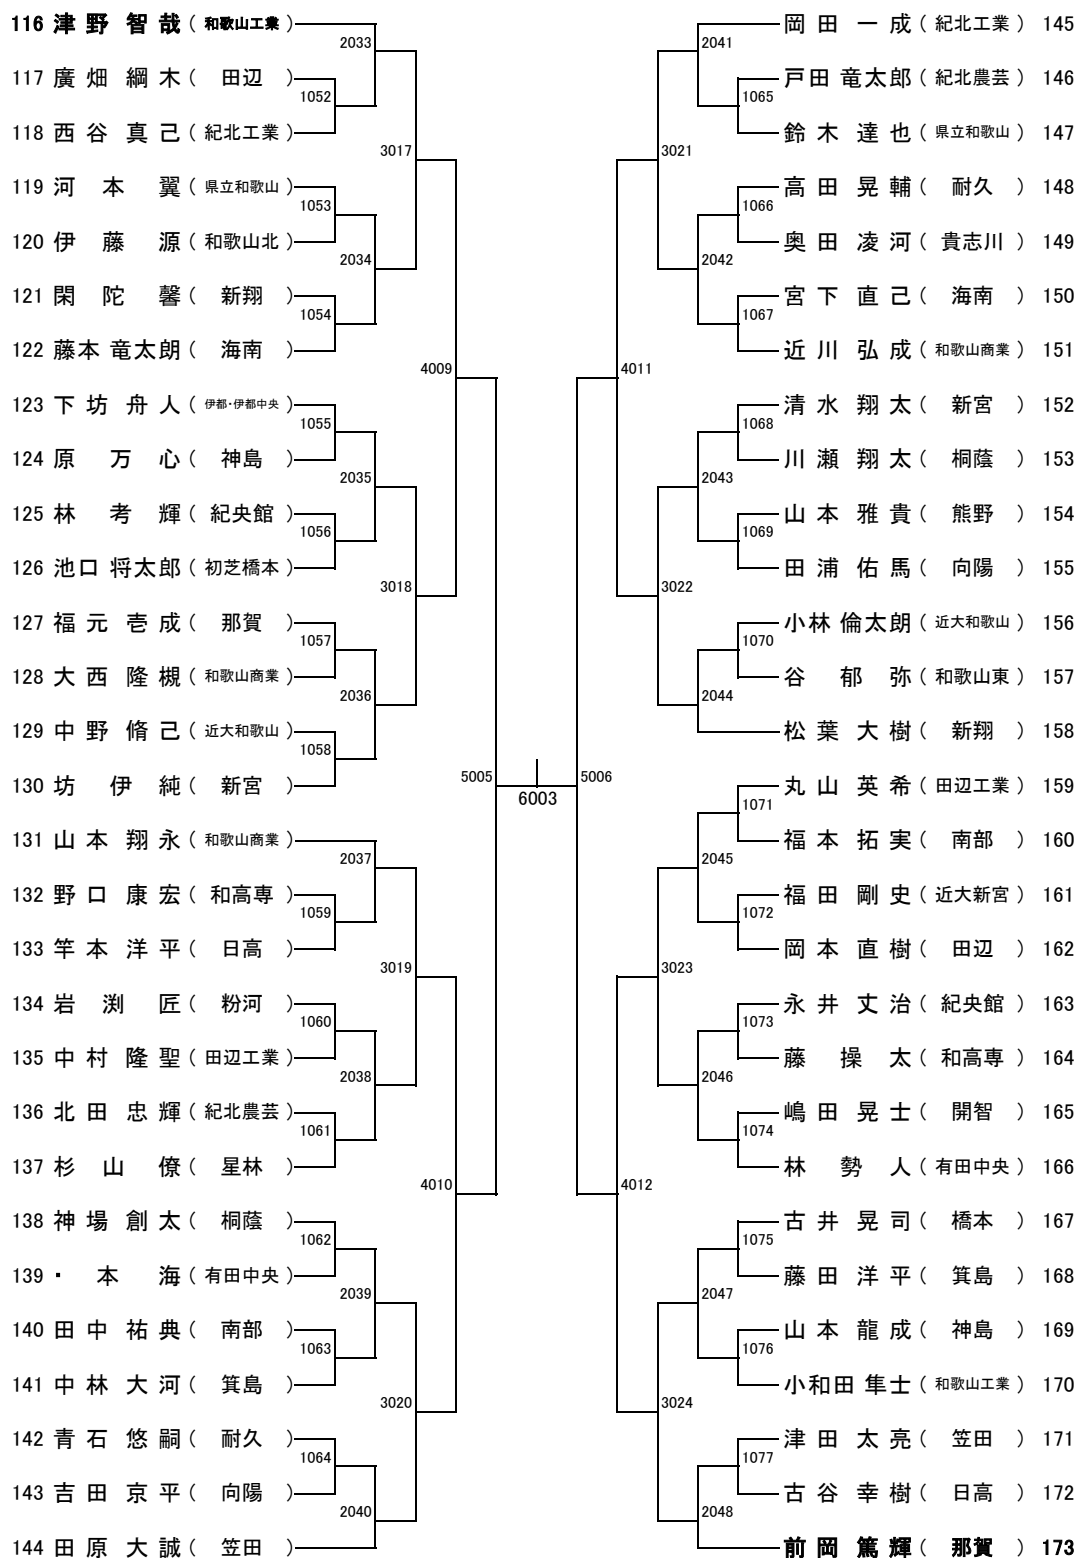 116 津野 智哉 ( 和歌山工業 )
2033
117 廣畑 綱木 ( 田辺 )
1052
118 西谷 真己 ( 紀北工業 )
3017
119 河本 翼 ( 県立和歌山 )
1053
120 伊藤 源 ( 和歌山北 )
2034
121 閑陀 馨 ( 新翔 )
1054
122 藤本 竜太朗 ( 海南 )
4009
123 下坊 舟人 ( 伊都・伊都中央 )
1055
124 原 万心 ( 神島 )
2035
125 林 考輝 ( 紀央館 )
1056
126 池口 将太郎 ( 初芝橋本 )
3018
127 福元 壱成 ( 那賀 )
1057
128 大西 隆槻 ( 和歌山商業 )
2036
129 中野 脩己 ( 近大和歌山 )
1058
130 坊 伊純 ( 新宮 )
5005
131 山本 翔永 ( 和歌山商業 )
2037
132 野口 康宏 ( 和高専 )
1059
133 竿本 洋平 ( 日高 )
3019
134 岩渕 匠 ( 粉河 )
1060
135 中村 隆聖 ( 田辺工業 )
2038
136 北田 忠輝 ( 紀北農芸 )
1061
137 杉山 僚 ( 星林 )
4010
138 神場 創太 ( 桐蔭 )
1062
139 ・本 海 ( 有田中央 )
2039
140 田中 祐典 ( 南部 )
1063
141 中林 大河 ( 箕島 )
3020
142 青石 悠嗣 ( 耐久 )
1064
143 吉田 京平 ( 向陽 )
2040
144 田原 大誠 ( 笠田 )
6003
岡田 一成 ( 紀北工業 ) 145
2041
戸田 竜太郎 ( 紀北農芸 ) 146
1065
鈴木 達也 ( 県立和歌山 ) 147
3021
高田 晃輔 ( 耐久 ) 148
1066
奥田 凌河 ( 貴志川 ) 149
2042
宮下 直己 ( 海南 ) 150
1067
近川 弘成 ( 和歌山商業 ) 151
4011
清水 翔太 ( 新宮 ) 152
1068
川瀬 翔太 ( 桐蔭 ) 153
2043
山本 雅貴 ( 熊野 ) 154
1069
田浦 佑馬 ( 向陽 ) 155
3022
小林 倫太朗 ( 近大和歌山 ) 156
1070
谷 郁弥 ( 和歌山東 ) 157
2044
松葉 大樹 ( 新翔 ) 158
5006
丸山 英希 ( 田辺工業 ) 159
1071
福本 拓実 ( 南部 ) 160
2045
福田 剛史 ( 近大新宮 ) 161
1072
岡本 直樹 ( 田辺 ) 162
3023
永井 丈治 ( 紀央館 ) 163
1073
藤 操太 ( 和高専 ) 164
2046
嶋田 晃士 ( 開智 ) 165
1074
林 勢人 ( 有田中央 ) 166
4012
古井 晃司 ( 橋本 ) 167
1075
藤田 洋平 ( 箕島 ) 168
2047
山本 龍成 ( 神島 ) 169
1076
小和田 隼士 ( 和歌山工業 ) 170
3024
津田 太亮 ( 笠田 ) 171
1077
古谷 幸樹 ( 日高 ) 172
2048
前岡 篤輝 ( 那賀 ) 173